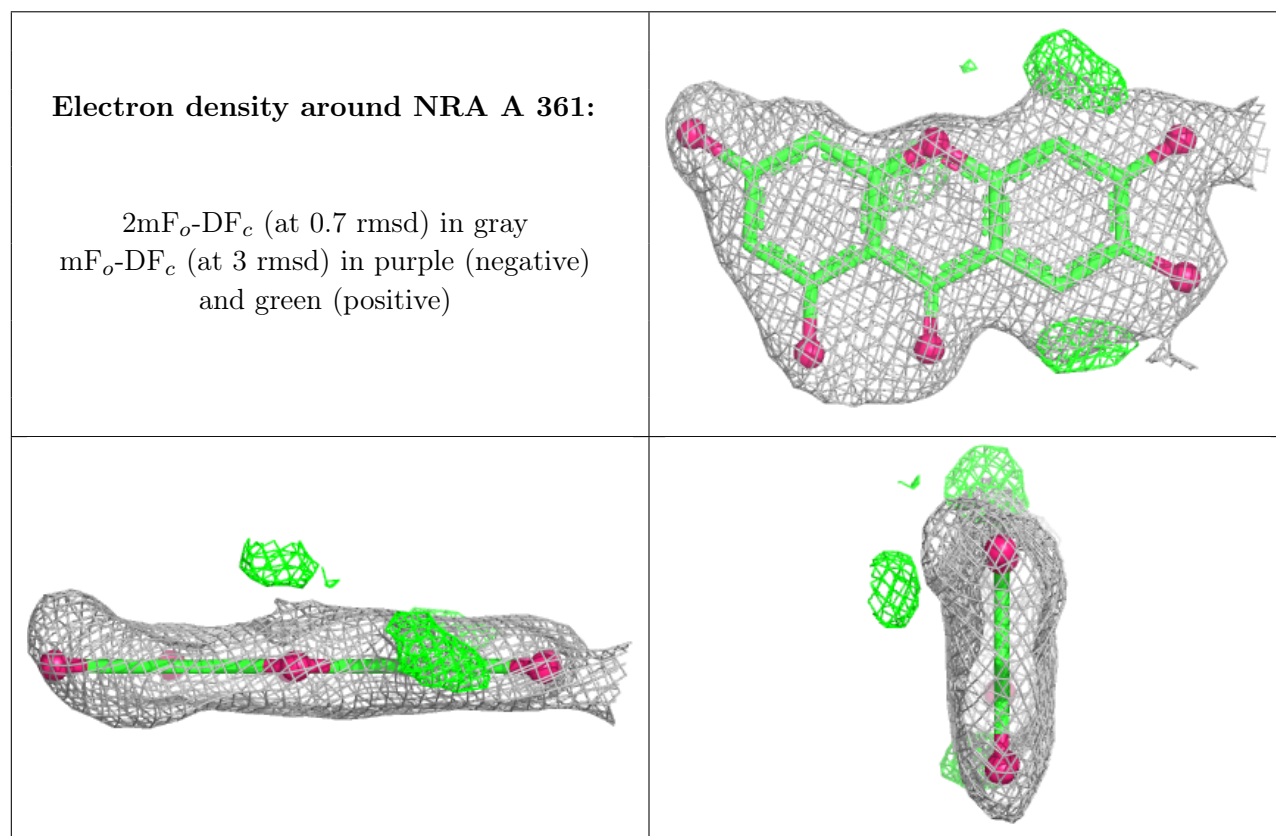 Electron density around NRA A 361:
2mFo-DFc (at 0.7 rmsd) in gray
mFo-DFc (at 3 rmsd) in purple (negative)
and green (positive)